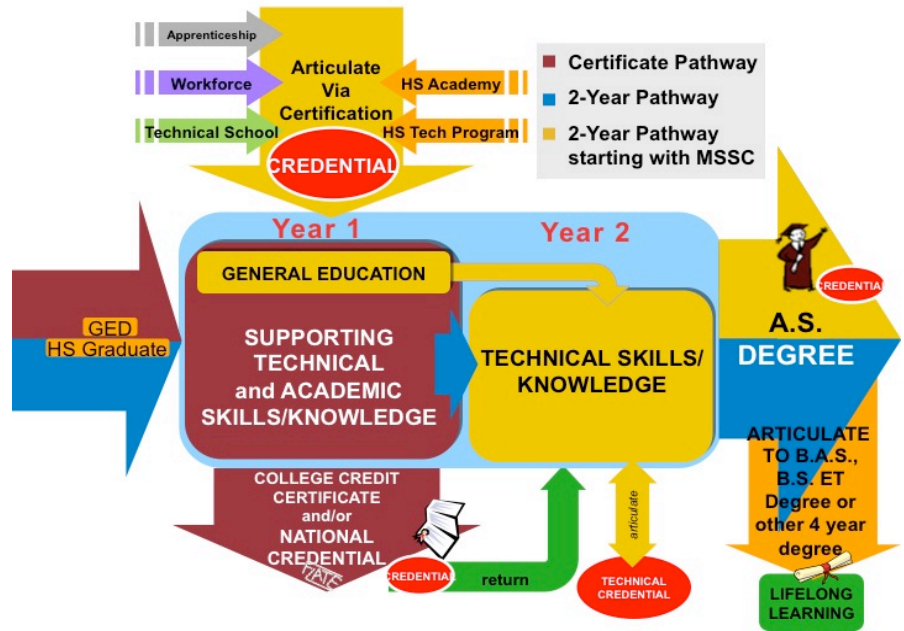 Apprenticeship
Workforce
Technical School
Articulate
Via
Certification
HS Academy
HS Tech Program
CREDENTIAL
Certificate Pathway
2-Year Pathway
2-Year Pathway
starting with MSSC
Year 1
Year 2
GED
HS Graduate
GENERAL EDUCATION
SUPPORTING
TECHNICAL
and ACADEMIC
SKILLS/KNOWLEDGE
TECHNICAL SKILLS/
KNOWLEDGE
CREDENTIAL
A.S.
DEGREE
COLLEGE CREDIT
CERTIFICATE
and/or
NATIONAL
CREDENTIAL
CREDENTIAL
return
articulate
TECHNICAL
CREDENTIAL
ARTICULATE
TO B.A.S.,
B.S. ET
Degree or
other 4 year
degree
LIFELONG
LEARNING